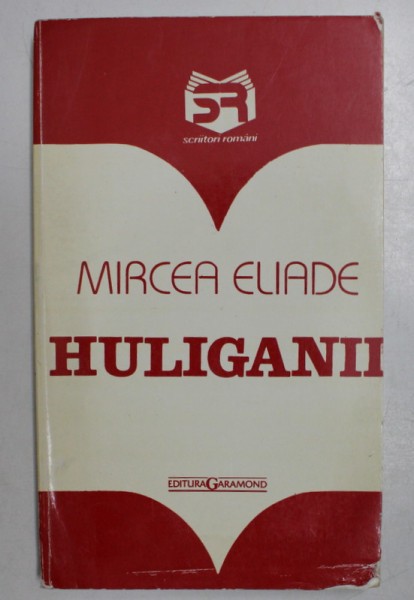 SR
scriitori români
MIRCEA ELIADE
HULIGANII
EDITURA GARAMOND